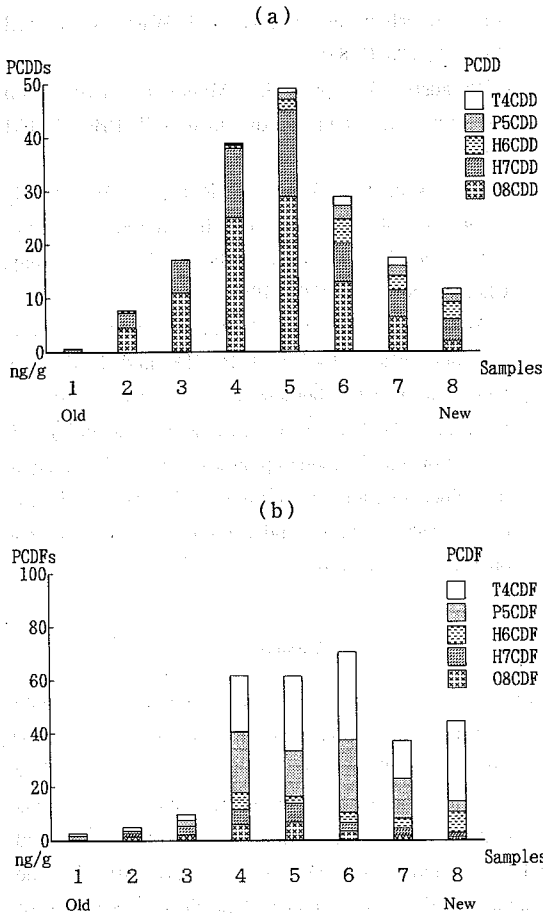 (a)
PCDDs
PCDD
50
T4CDD
P5CDD
40
H6CDD
H7CDD
O8CDD
30
20
10
0
ng/g
1 2 3 4 5 6 7 8 Samples
Old New
(b)
PCDFs
PCDF
100
T4CDF
P5CDF
80
H6CDF
H7CDF
O8CDF
60
40
20
0
ng/g
1 2 3 4 5 6 7 8 Samples
Old New